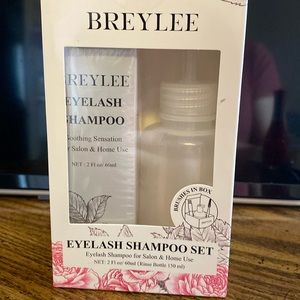 BREYLEE
BREYLEE
EYELASH
SHAMPOO
Soothing Sensation
For Salon & Home Use
NET : 2 Fl oz/ 60ml
BRUSHES IN BOX
EYELASH SHAMPOO SET
Eyelash Shampoo for Salon & Home Use
NET: 2 Fl oz/ 60ml (Rinse Bottle 150 ml)